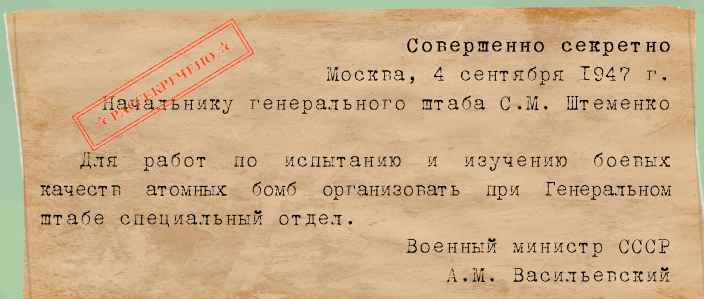 Совершенно секретно
Москва, 4 сентября 1947 г.
Начальнику генерального штаба С.М. Штеменко
☆ РАССЕКРЕЧЕНО ☆
Для работ по испытанию и изучению боевых
качеств атомных бомб организовать при Генеральном
штабе специальный отдел.
Военный министр СССР
А.М. Васильевский